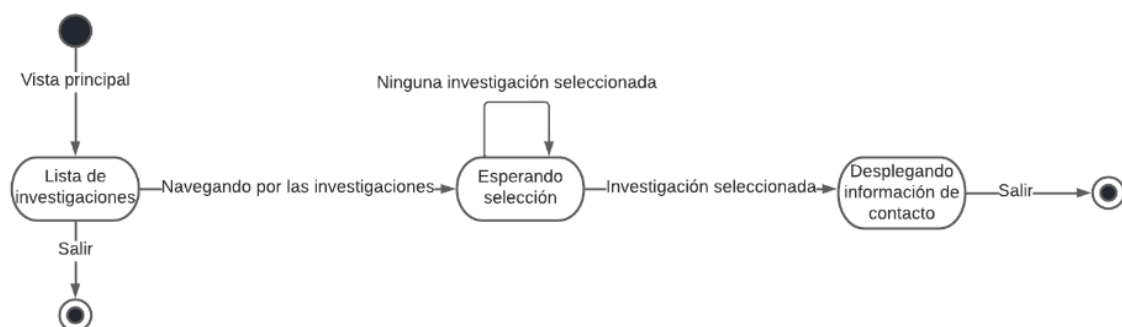 Vista principal
Ninguna investigación seleccionada
Lista de
investigaciones
Navegando por las investigaciones
Esperando
selección
Investigación seleccionada
Desplegando
información de
contacto
Salir
Salir